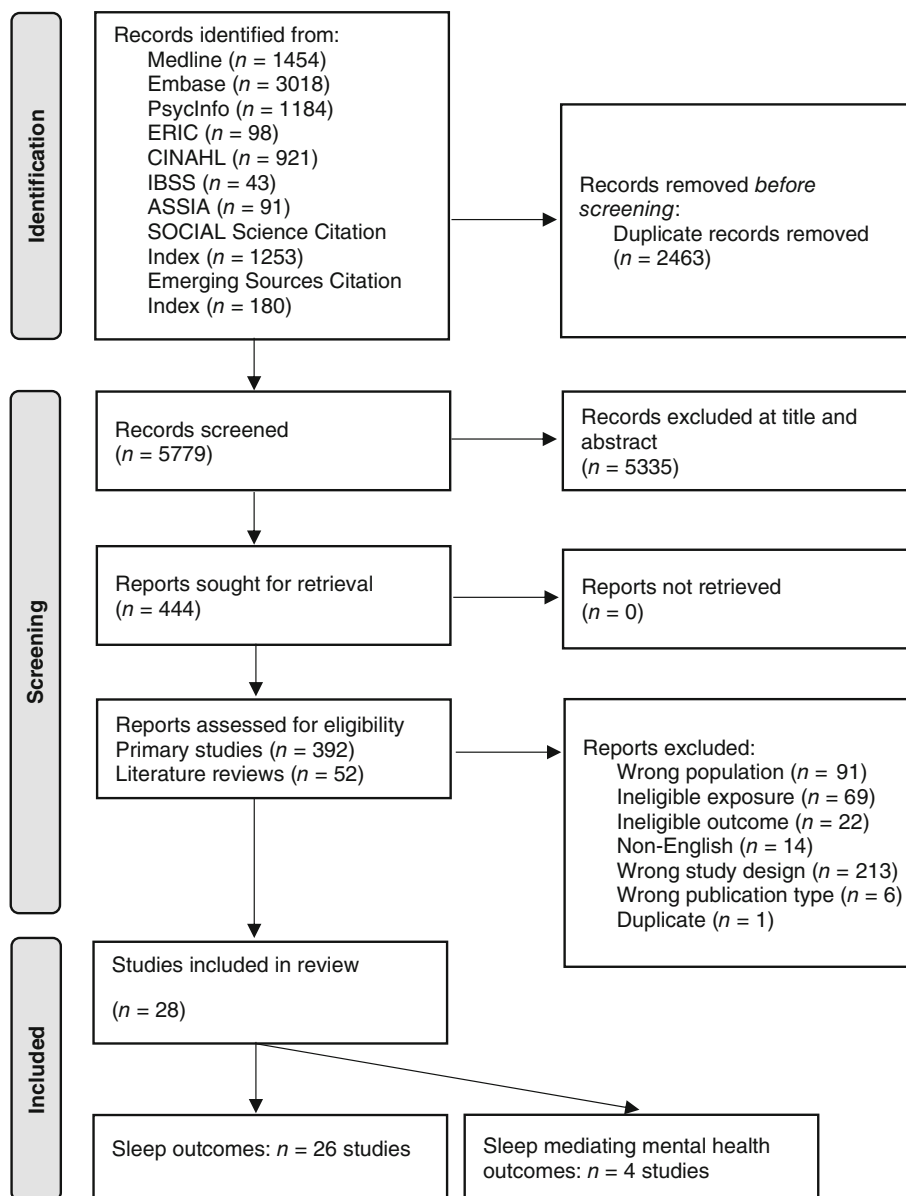 Identification
Records identified from:
Medline (n = 1454)
Embase (n = 3018)
PsycInfo (n = 1184)
ERIC (n = 98)
CINAHL (n = 921)
IBSS (n = 43)
ASSIA (n = 91)
SOCIAL Science Citation
Index (n = 1253)
Emerging Sources Citation
Index (n = 180)
Records removed before
screening:
Duplicate records removed
(n = 2463)
Screening
Records screened
(n = 5779)
Records excluded at title and
abstract
(n = 5335)
Reports sought for retrieval
(n = 444)
Reports not retrieved
(n = 0)
Reports assessed for eligibility
Primary studies (n = 392)
Literature reviews (n = 52)
Reports excluded:
Wrong population (n = 91)
Ineligible exposure (n = 69)
Ineligible outcome (n = 22)
Non-English (n = 14)
Wrong study design (n = 213)
Wrong publication type (n = 6)
Duplicate (n = 1)
Included
Studies included in review
(n = 28)
Sleep outcomes: n = 26 studies
Sleep mediating mental health
outcomes: n = 4 studies